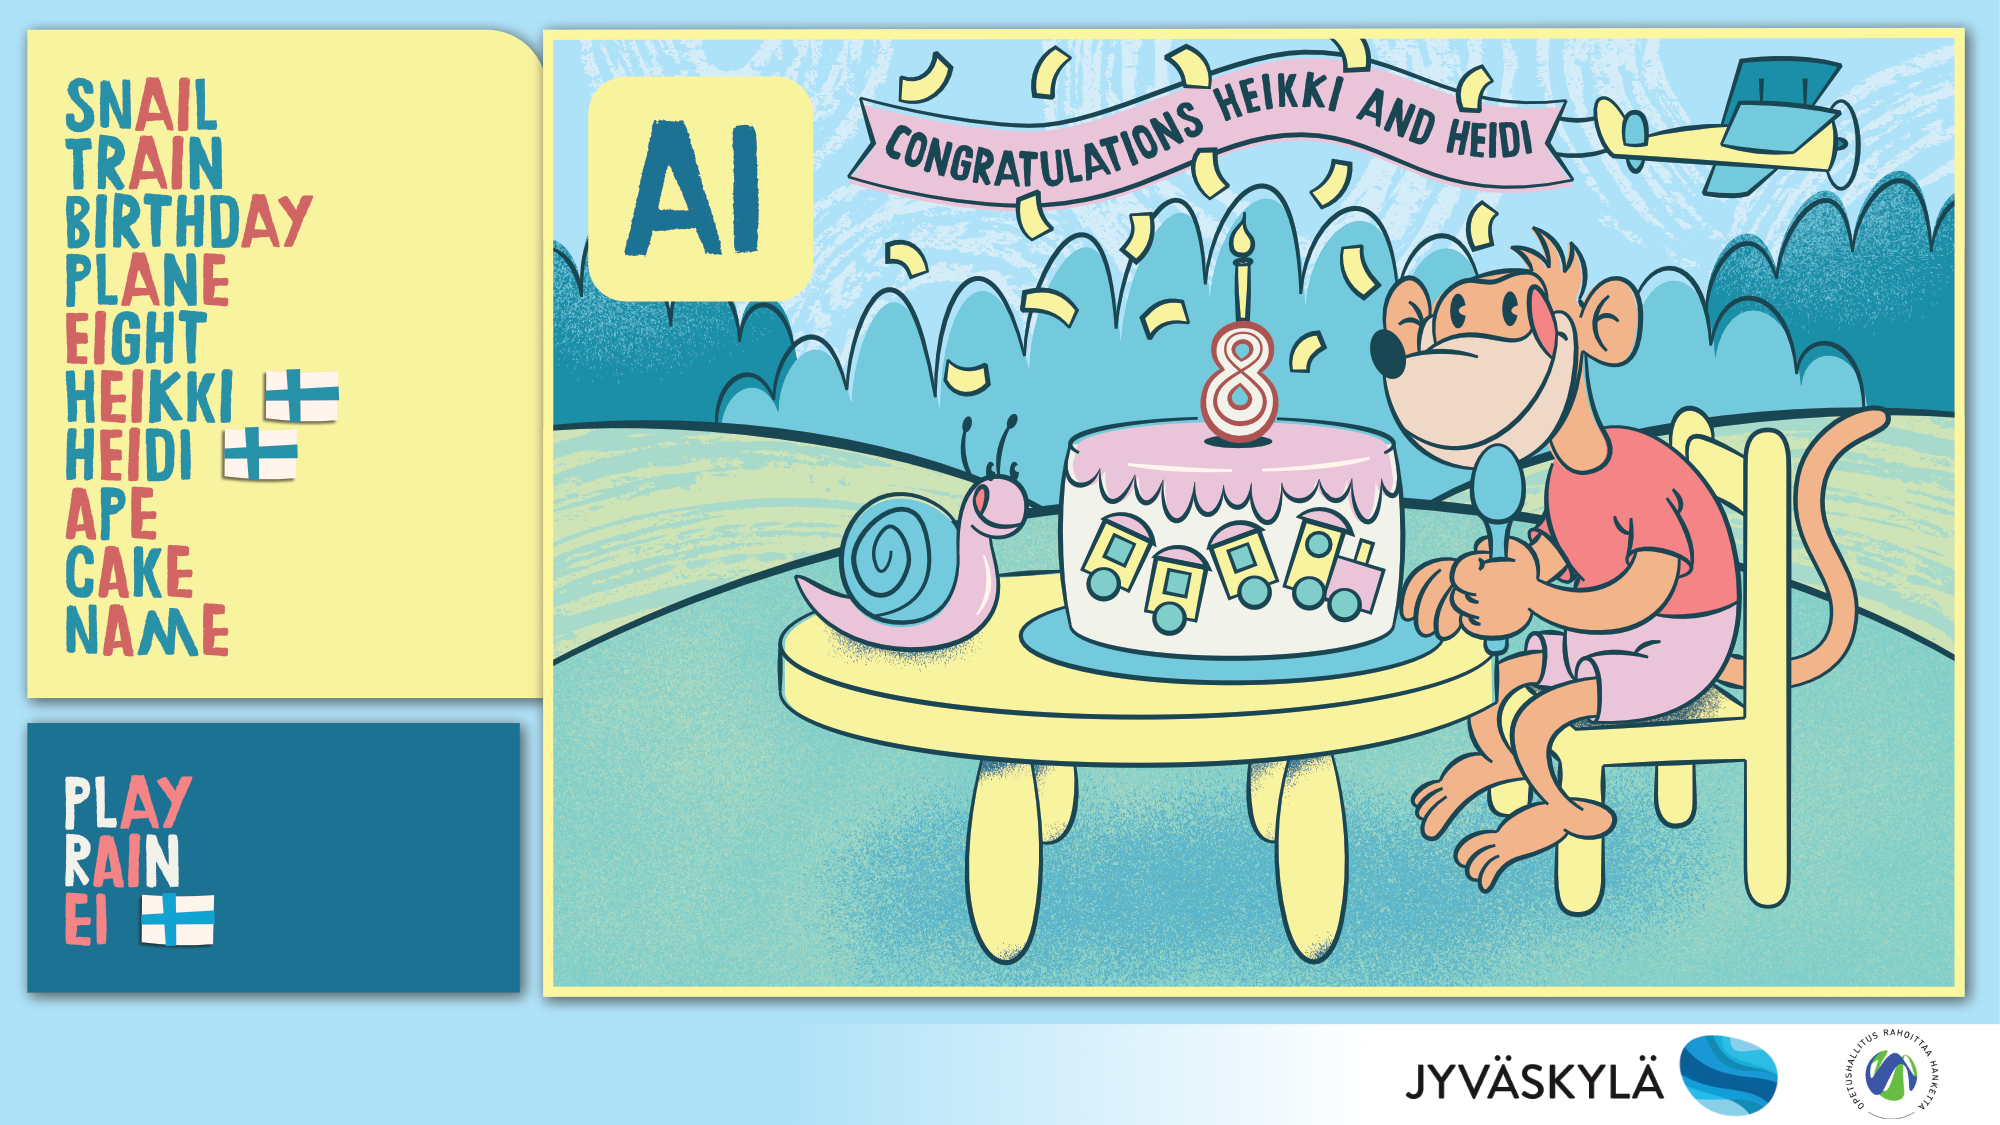 SNAIL
TRAIN
BIRTHDAY
PLANE
EIGHT
HEIKKI
HEIDI
APE
CAKE
NAME
PLAY
RAIN
EI
AI
CONGRATULATIONS HEIKKI AND HEIDI
8
JYVÄSKYLÄ
OPETUSHALLITUS RAHOITTAA HANKETTA